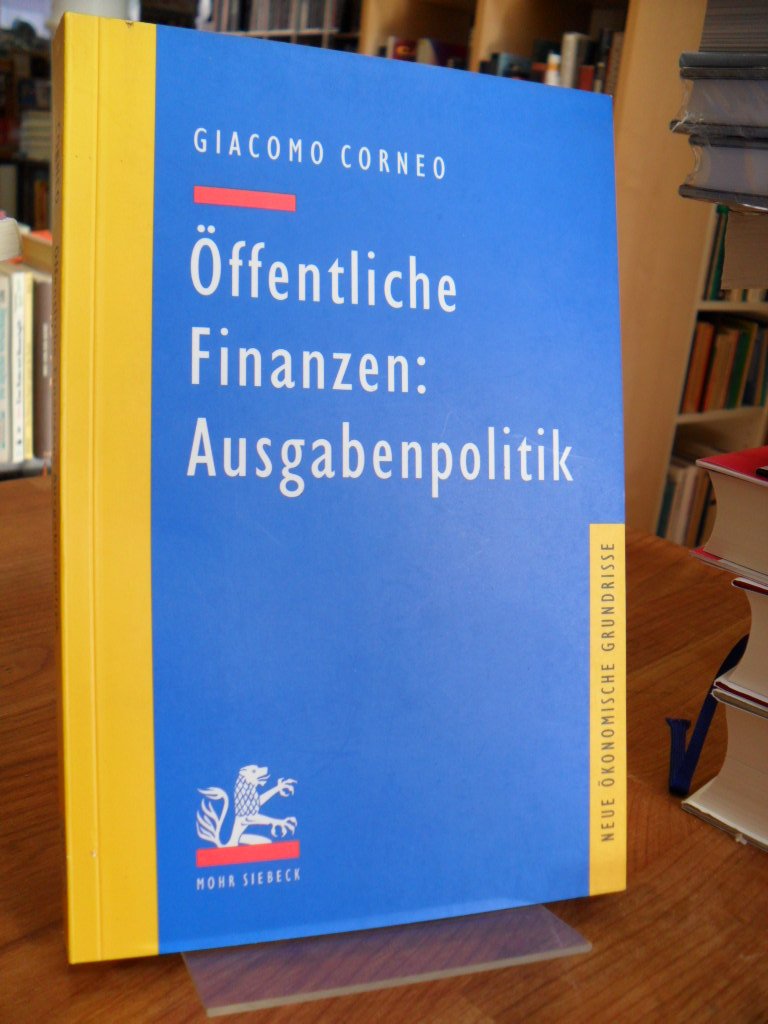 GIACOMO CORNEO
Öffentliche
Finanzen:
Ausgabenpolitik
NEUE ÖKONOMISCHE GRUNDRISSE
MOHR SIEBECK